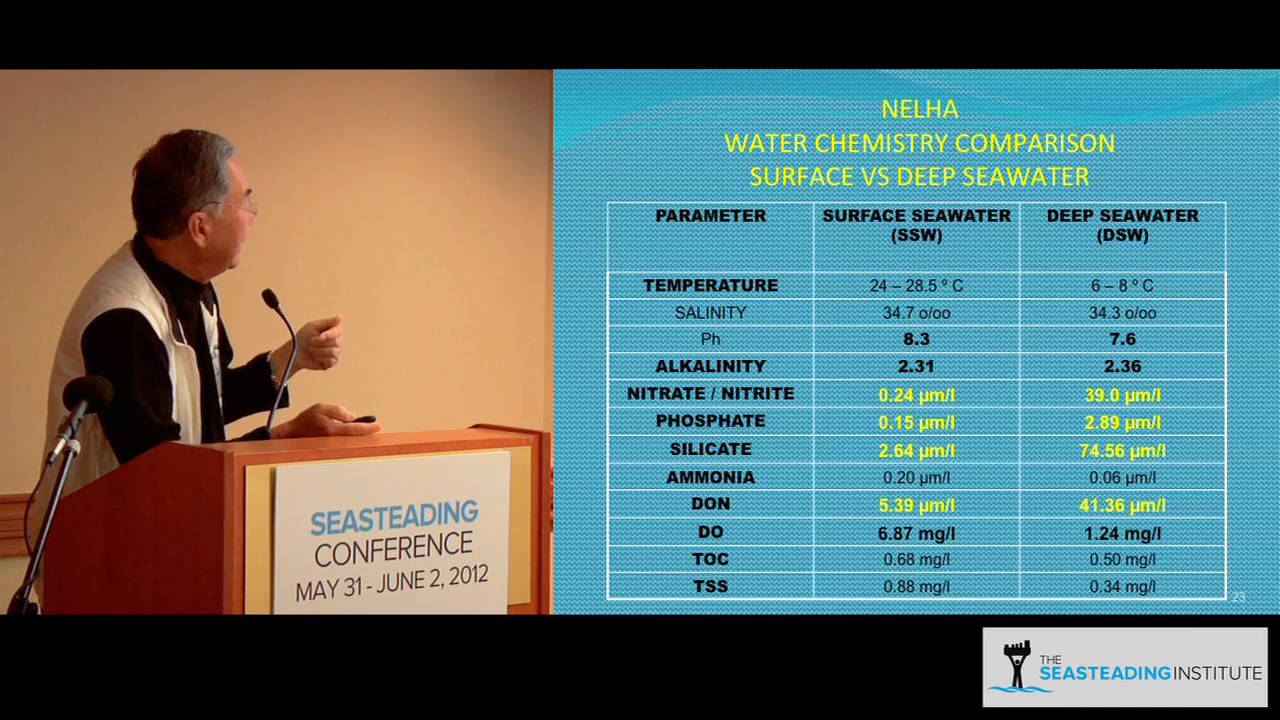 SEASTEADING
CONFERENCE
MAY 31 - JUNE 2, 2012
NELHA
WATER CHEMISTRY COMPARISON
SURFACE VS DEEP SEAWATER
PARAMETER SURFACE SEAWATER (SSW) DEEP SEAWATER (DSW)
TEMPERATURE 24 – 28.5 º C 6 – 8 º C
SALINITY 34.7 o/oo 34.3 o/oo
Ph 8.3 7.6
ALKALINITY 2.31 2.36
NITRATE / NITRITE 0.24 µm/l 39.0 µm/l
PHOSPHATE 0.15 µm/l 2.89 µm/l
SILICATE 2.64 µm/l 74.56 µm/l
AMMONIA 0.20 µm/l 0.06 µm/l
DON 5.39 µm/l 41.36 µm/l
DO 6.87 mg/l 1.24 mg/l
TOC 0.68 mg/l 0.50 mg/l
TSS 0.88 mg/l 0.34 mg/l
23
THE
SEASTEADING INSTITUTE